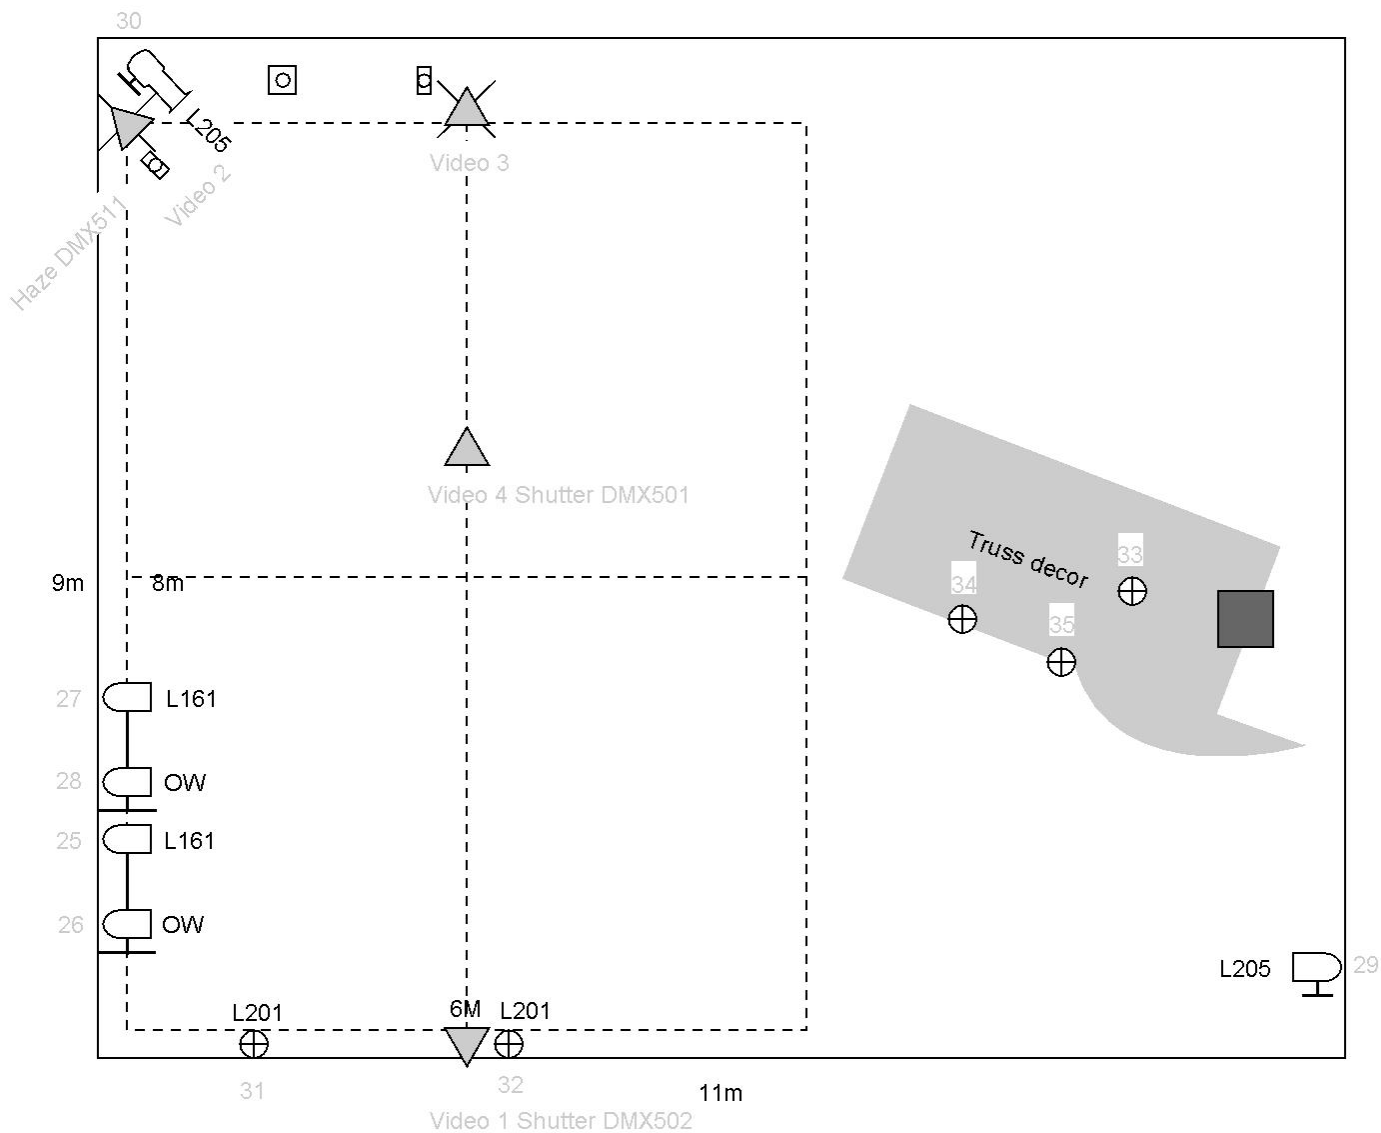 30
L205
Video 2
Haze DMX511
Video 3
Video 4 Shutter DMX501
Truss decor
33
34
35
9m
8m
27
L161
28
OW
25
L161
26
OW
L205
29
L201
6M
L201
31
32
11m
Video 1 Shutter DMX502